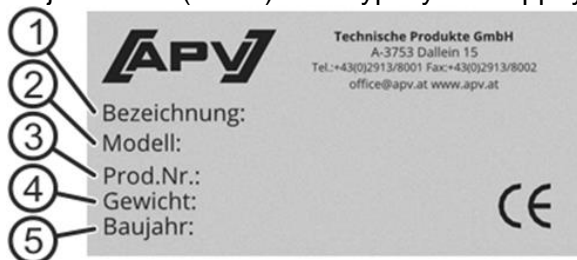 APV
Technische Produkte GmbH
A-3753 Dallein 15
Tel.:+43(0)2913/8001 Fax:+43(0)2913/8002
office@apv.at www.apv.at
1
Bezeichnung:
2
Modell:
3
Prod.Nr.:
4
Gewicht:
5
Baujahr:
CE